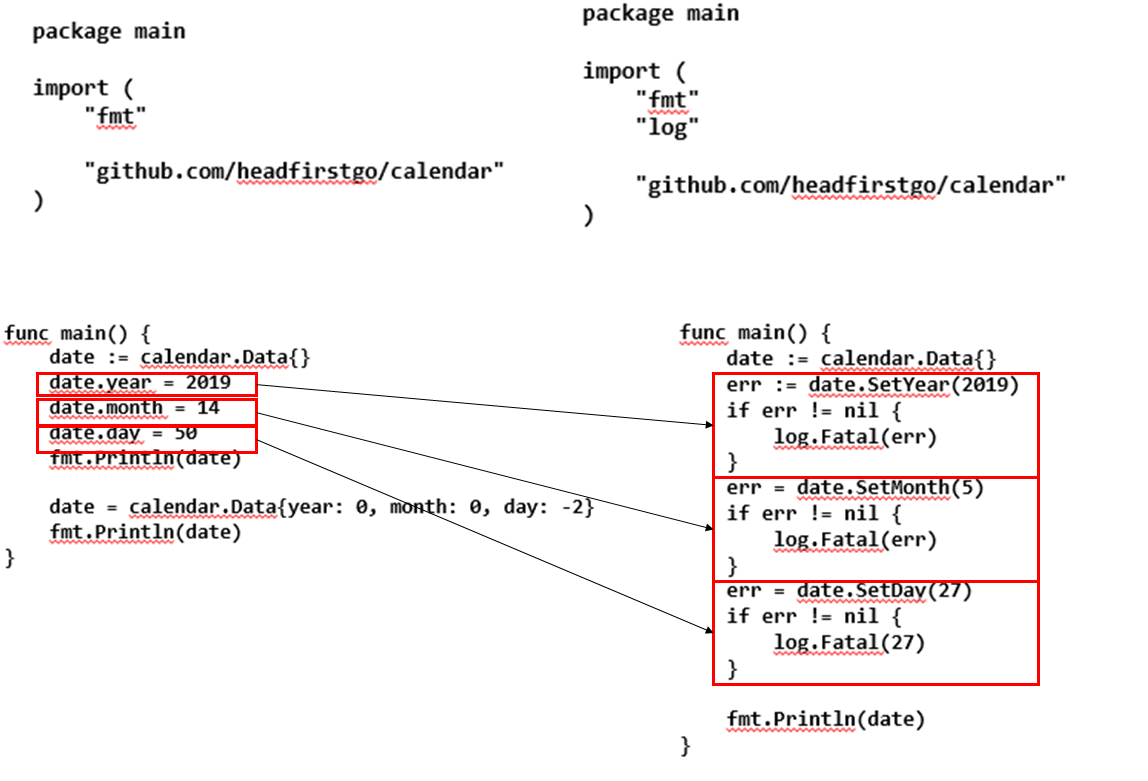 package main
import (
"fmt"
"github.com/headfirstgo/calendar"
)
func main() {
date := calendar.Data{}
date.year = 2019
date.month = 14
date.day = 50
fmt.Println(date)
date = calendar.Data{year: 0, month: 0, day: -2}
fmt.Println(date)
}
package main
import (
"fmt"
"log"
"github.com/headfirstgo/calendar"
)
func main() {
date := calendar.Data{}
err := date.SetYear(2019)
if err != nil {
log.Fatal(err)
}
err = date.SetMonth(5)
if err != nil {
log.Fatal(err)
}
err = date.SetDay(27)
if err != nil {
log.Fatal(27)
}
fmt.Println(date)
}